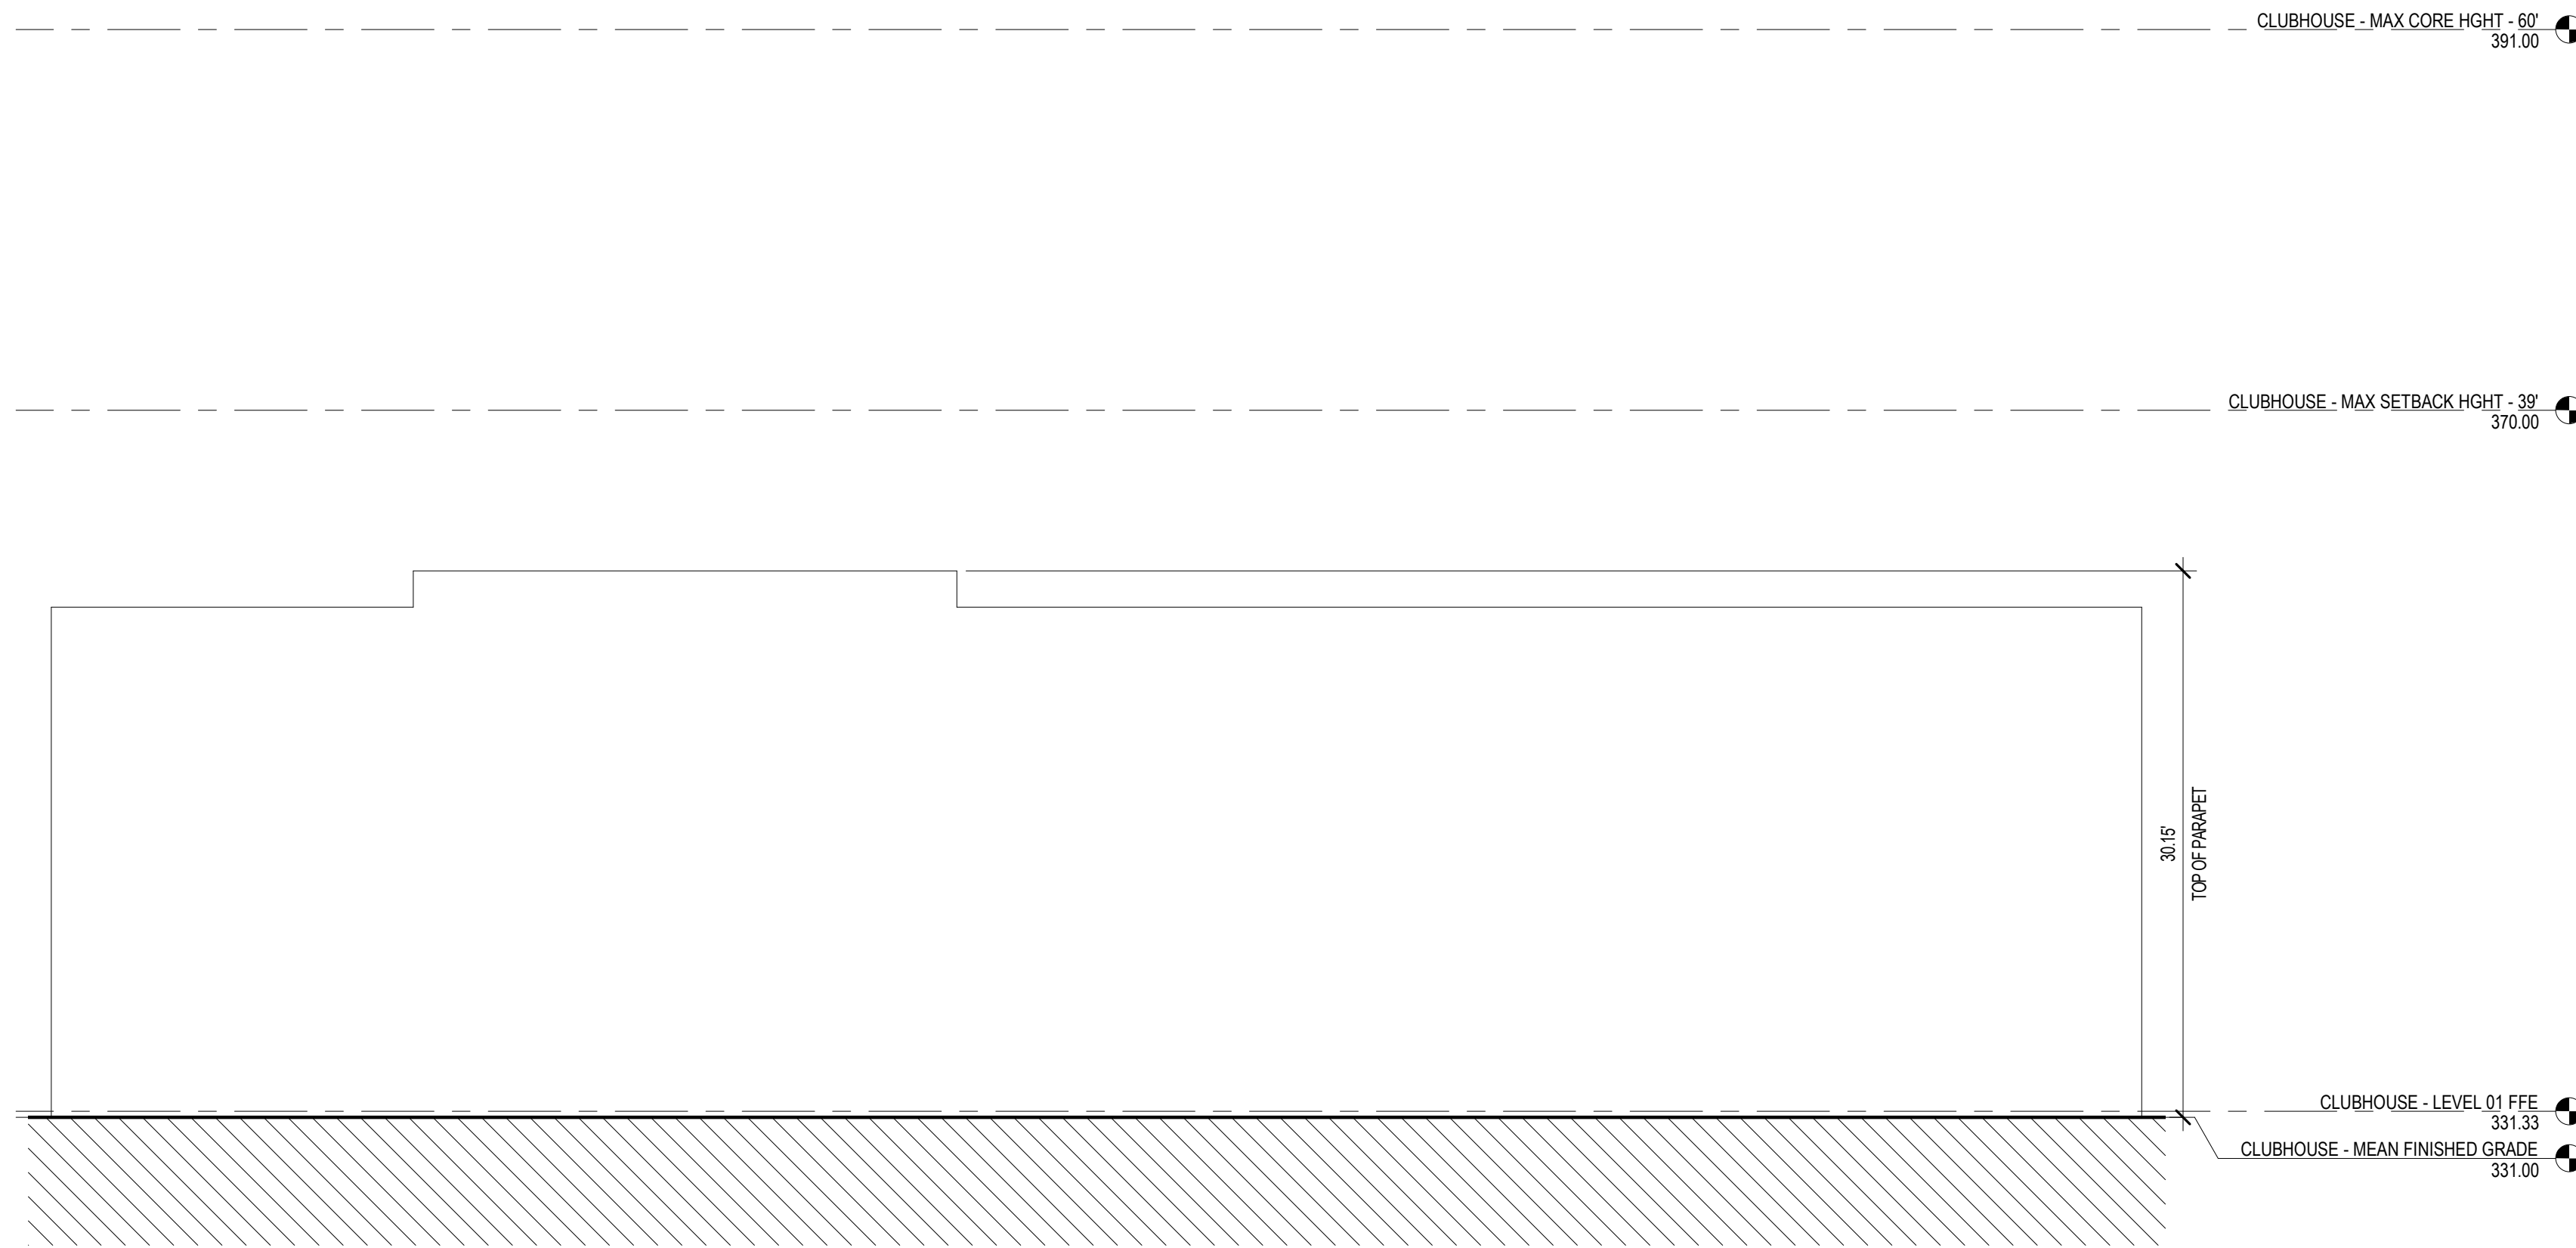 CLUBHOUSE - MAX CORE HGHT - 60'
391.00
CLUBHOUSE - MAX SETBACK HGHT - 39'
370.00
30.15'
TOP OF PARAPET
CLUBHOUSE - LEVEL 01 FFE
331.33
CLUBHOUSE - MEAN FINISHED GRADE
331.00